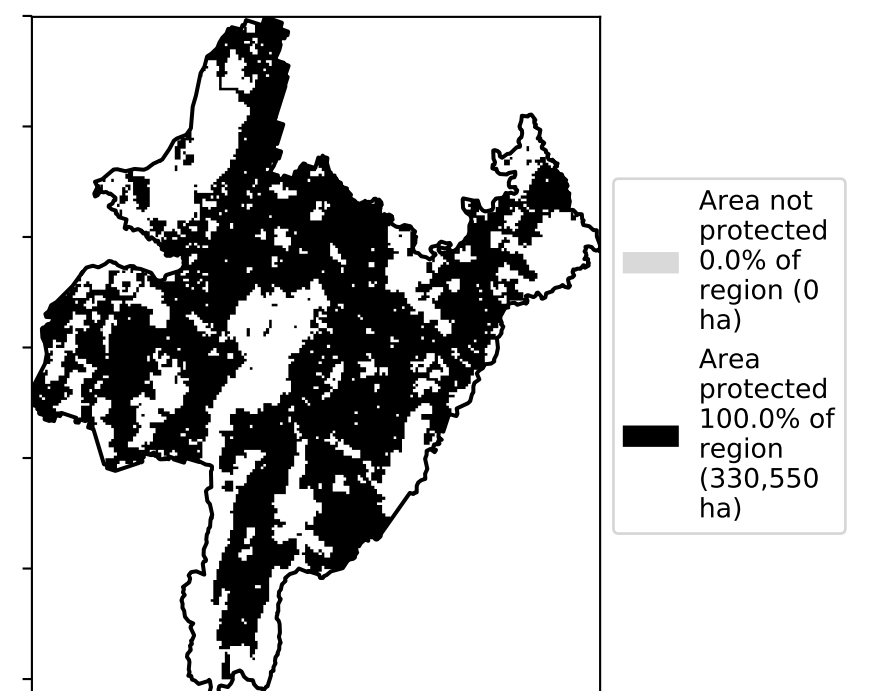 Area not
protected
0.0% of
region (0
ha)
Area
protected
100.0% of
region
(330,550
ha)